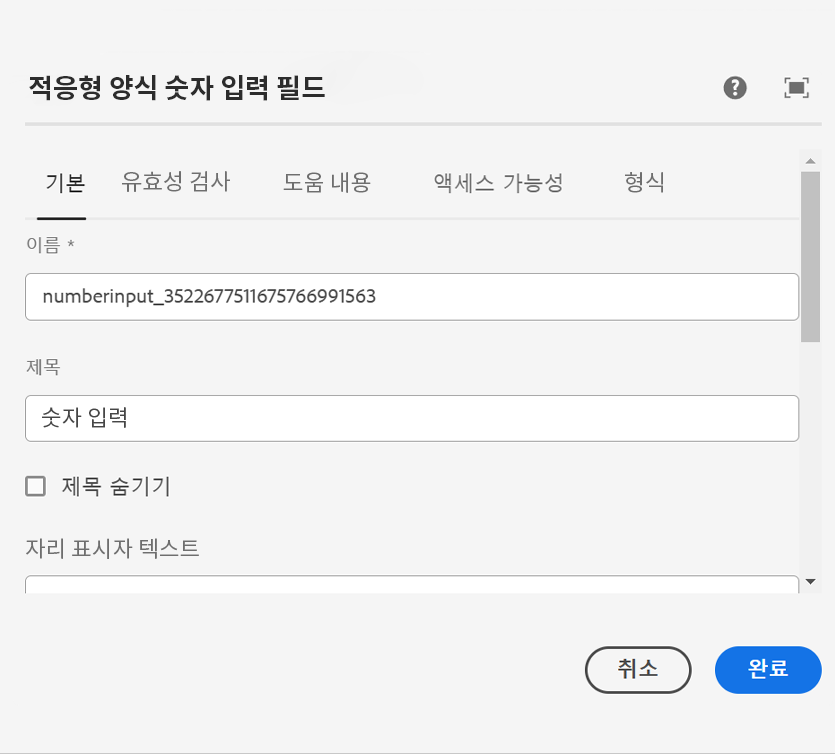 적응형 양식 숫자 입력 필드
기본 유효성 검사 도움 내용 액세스 가능성 형식
이름 *
numberinput_3522677511675766991563
제목
숫자 입력
제목 숨기기
자리 표시자 텍스트
취소 완료